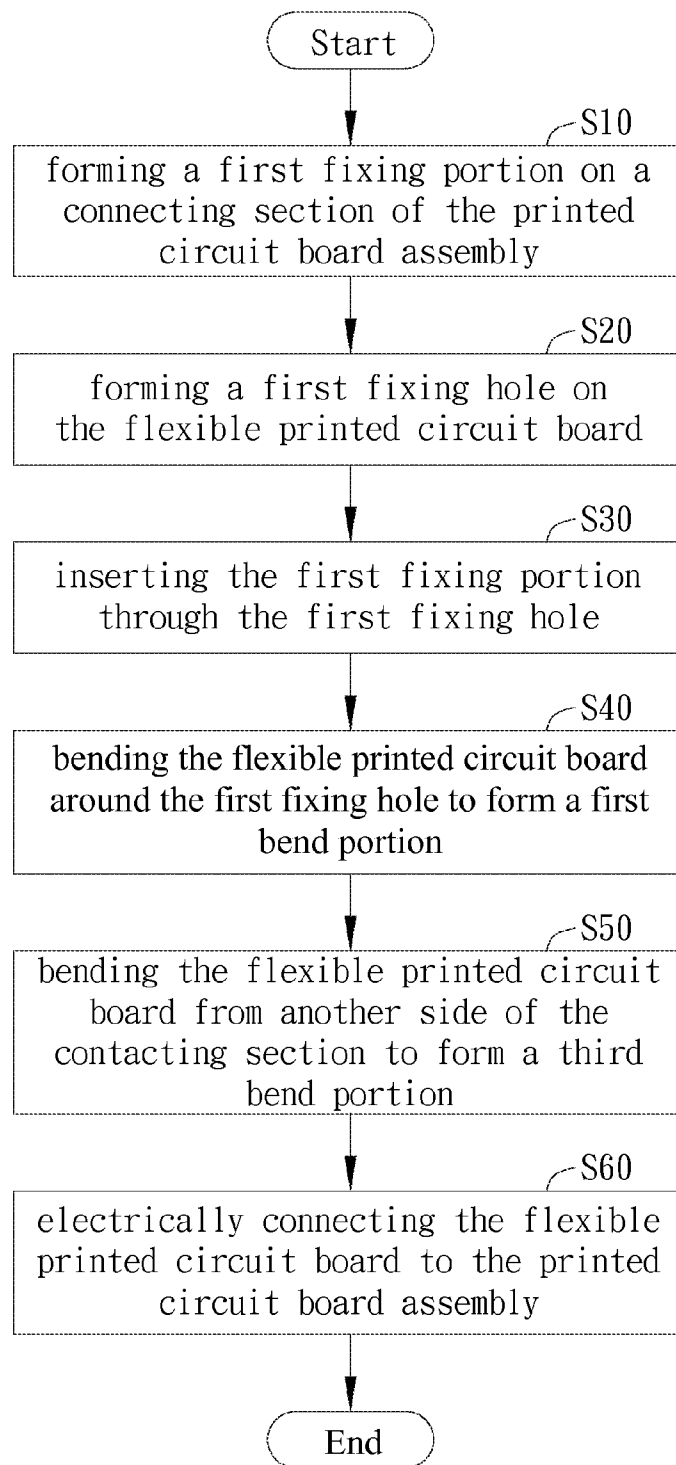 Start
S10
forming a first fixing portion on a
connecting section of the printed
circuit board assembly
S20
forming a first fixing hole on
the flexible printed circuit board
S30
inserting the first fixing portion
through the first fixing hole
S40
bending the flexible printed circuit board
around the first fixing hole to form a first
bend portion
S50
bending the flexible printed circuit
board from another side of the
contacting section to form a third
bend portion
S60
electrically connecting the flexible
printed circuit board to the printed
circuit board assembly
End